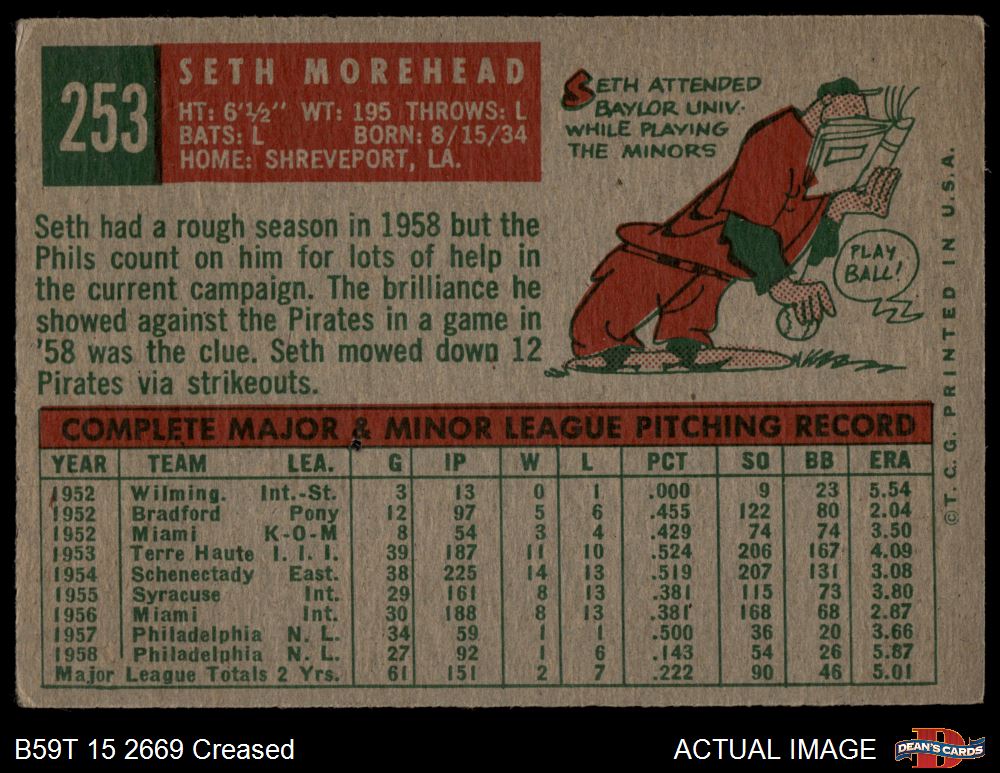 253
SETH MOREHEAD
HT: 6'½" WT: 195 THROWS: L
BATS: L BORN: 8/15/34
HOME: SHREVEPORT, LA.
SETH ATTENDED
BAYLOR UNIV.
WHILE PLAYING
THE MINORS
PLAY
BALL!
Seth had a rough season in 1958 but the
Phils count on him for lots of help in
the current campaign. The brilliance he
showed against the Pirates in a game in
'58 was the clue. Seth mowed down 12
Pirates via strikeouts.
COMPLETE MAJOR & MINOR LEAGUE PITCHING RECORD
YEAR TEAM LEA. G IP W L PCT SO BB ERA
1952 Wilming. Int.-St. 3 13 0 1 .000 9 23 5.54
1952 Bradford Pony 12 97 5 6 .455 122 80 2.04
1952 Miami K-O-M 8 54 3 4 .429 74 74 3.50
1953 Terre Haute I. I. I. 39 187 11 10 .524 206 167 4.09
1954 Schenectady East. 38 225 14 13 .519 207 131 3.08
1955 Syracuse Int. 29 161 8 13 .381 115 73 3.80
1956 Miami Int. 30 188 8 13 .381 168 68 2.87
1957 Philadelphia N. L. 34 59 1 1 .500 36 20 3.66
1958 Philadelphia N. L. 27 92 1 6 .143 54 26 5.87
Major League Totals 2 Yrs. 61 151 2 7 .222 90 46 5.01
©T. C. G. PRINTED IN U.S.A.
B59T 15 2669 Creased
ACTUAL IMAGE
D
DEAN'S CARDS